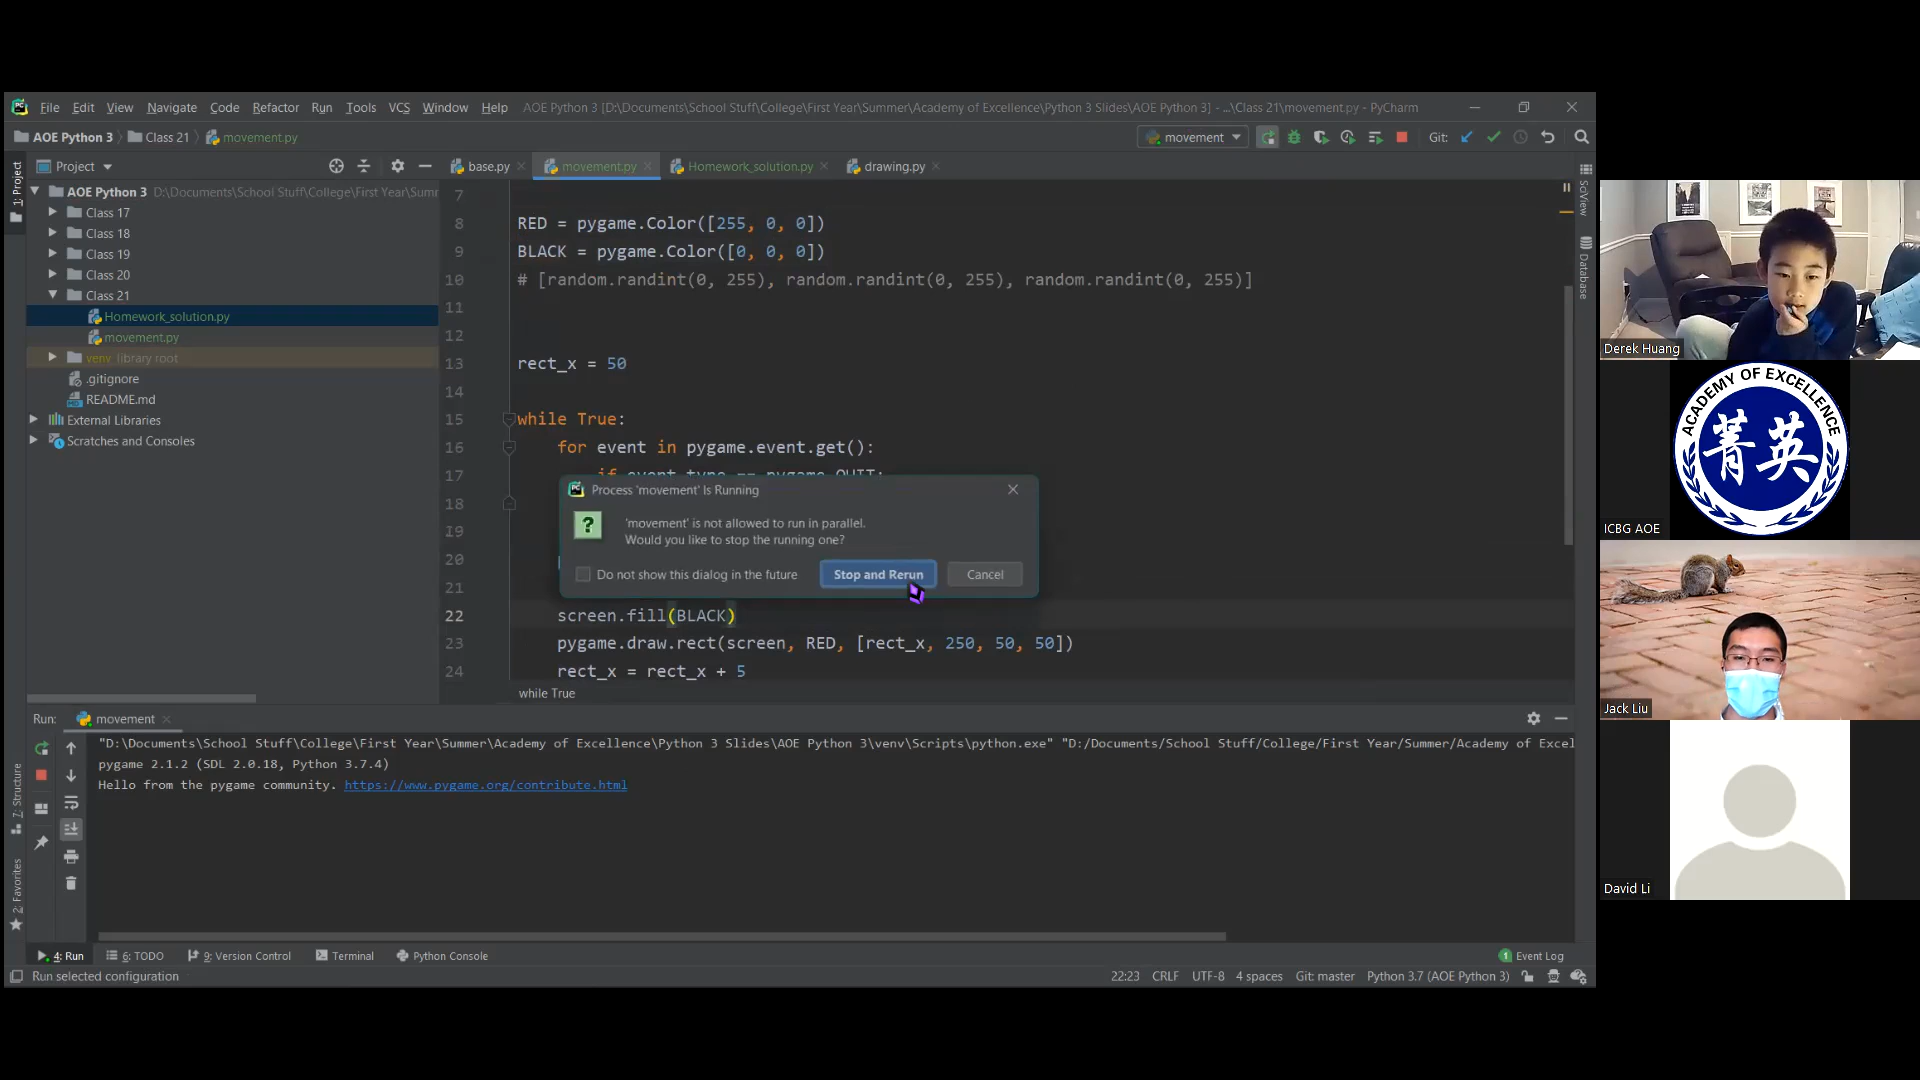 File Edit View Navigate Code Refactor Run Tools VCS Window Help AOE Python 3 [D:\Documents\School Stuff\College\First Year\Summer\Academy of Excellence\Python 3 Slides\AOE Python 3] - ...\Class 21\movement.py - PyCharm
AOE Python 3 Class 21 movement.py
movement Git:
1: Project
Project
base.py movement.py Homework_solution.py drawing.py
AOE Python 3 D:\Documents\School Stuff\College\First Year\Summ
Class 17
Class 18
Class 19
Class 20
Class 21
Homework_solution.py
movement.py
venv library root
.gitignore
README.md
External Libraries
Scratches and Consoles
7
8 RED = pygame.Color([255, 0, 0])
9 BLACK = pygame.Color([0, 0, 0])
10 # [random.randint(0, 255), random.randint(0, 255), random.randint(0, 255)]
11
12
13 rect_x = 50
14
15 while True:
16 for event in pygame.event.get():
17 if event.type == pygame.QUIT:
18
19
20
21
22 screen.fill(BLACK)
23 pygame.draw.rect(screen, RED, [rect_x, 250, 50, 50])
24 rect_x = rect_x + 5
while True
Process 'movement' Is Running
'movement' is not allowed to run in parallel.
Would you like to stop the running one?
Do not show this dialog in the future Stop and Rerun Cancel
SciView
Database
Run: movement
"D:\Documents\School Stuff\College\First Year\Summer\Academy of Excellence\Python 3 Slides\AOE Python 3\venv\Scripts\python.exe" "D:/Documents/School Stuff/College/First Year/Summer/Academy of Excel
pygame 2.1.2 (SDL 2.0.18, Python 3.7.4)
Hello from the pygame community. https://www.pygame.org/contribute.html
7: Structure
2: Favorites
4: Run 6: TODO 9: Version Control Terminal Python Console 1 Event Log
Run selected configuration 22:23 CRLF UTF-8 4 spaces Git: master Python 3.7 (AOE Python 3)
Derek Huang
ACADEMY OF EXCELLENCE
菁英
ICBG AOE
Jack Liu
David Li